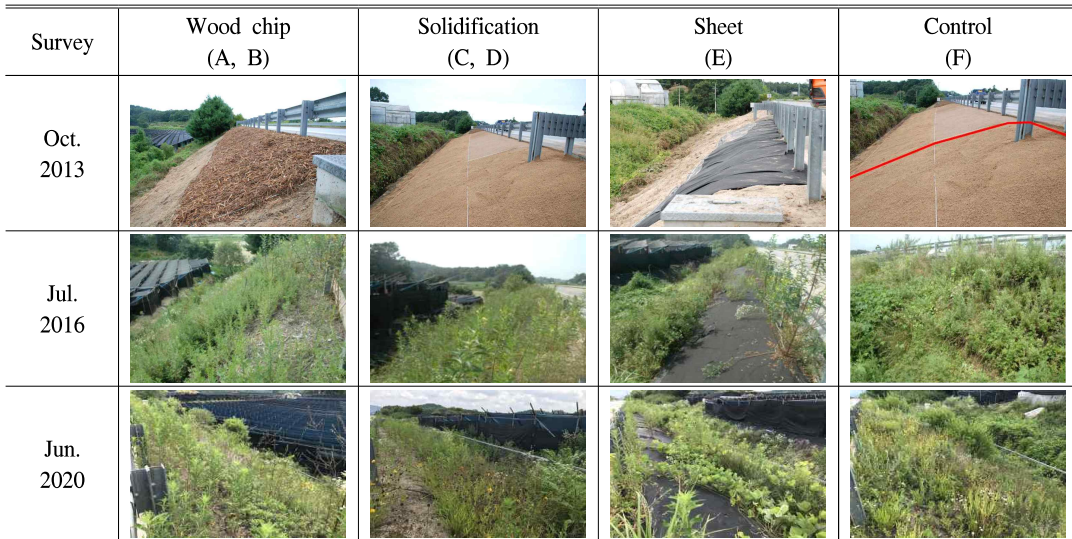 Survey
Wood chip
(A, B)
Solidification
(C, D)
Sheet
(E)
Control
(F)
Oct.
2013
Jul.
2016
Jun.
2020